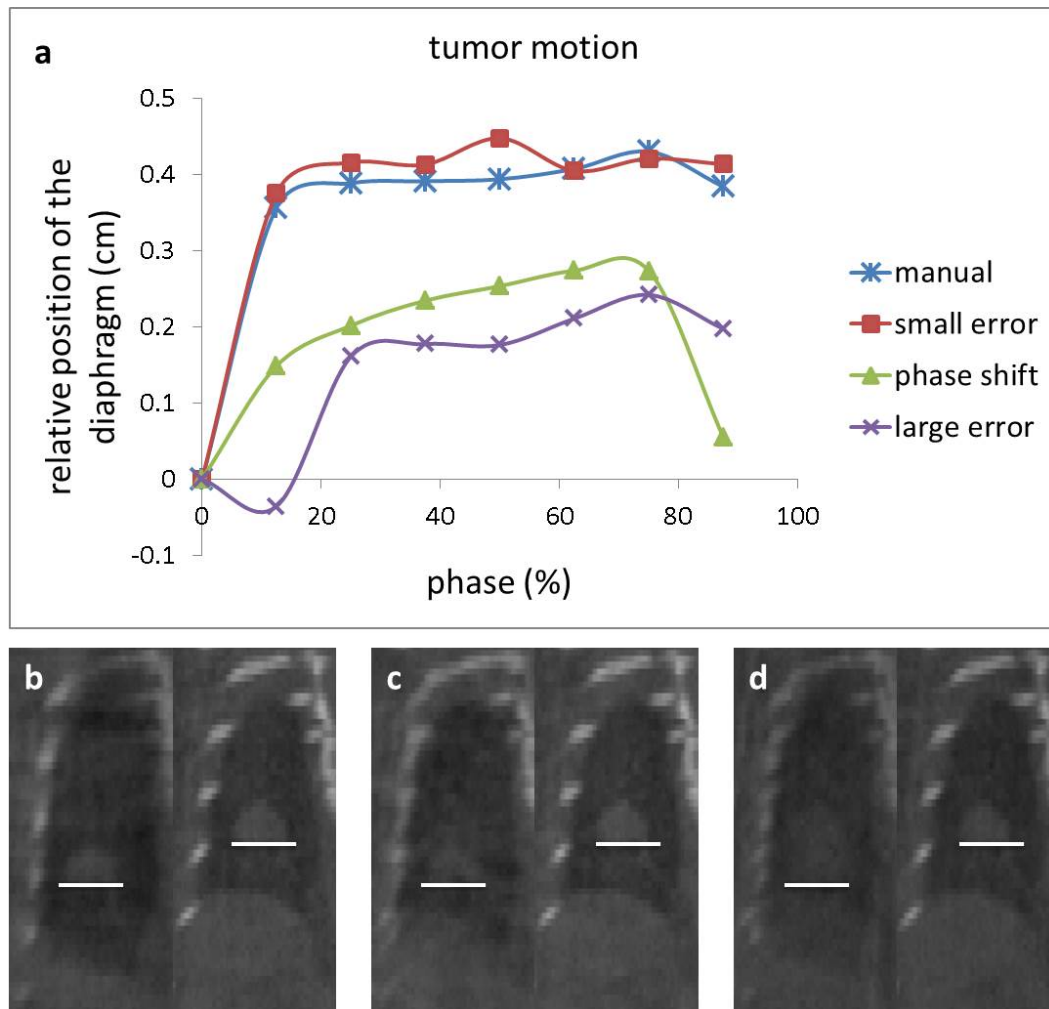 a
tumor motion
relative position of the
diaphragm (cm)
0.5
0.4
0.3
0.2
0.1
0
-0.1
0
20
40
60
80
100
phase (%)
manual
small error
phase shift
large error
b
c
d